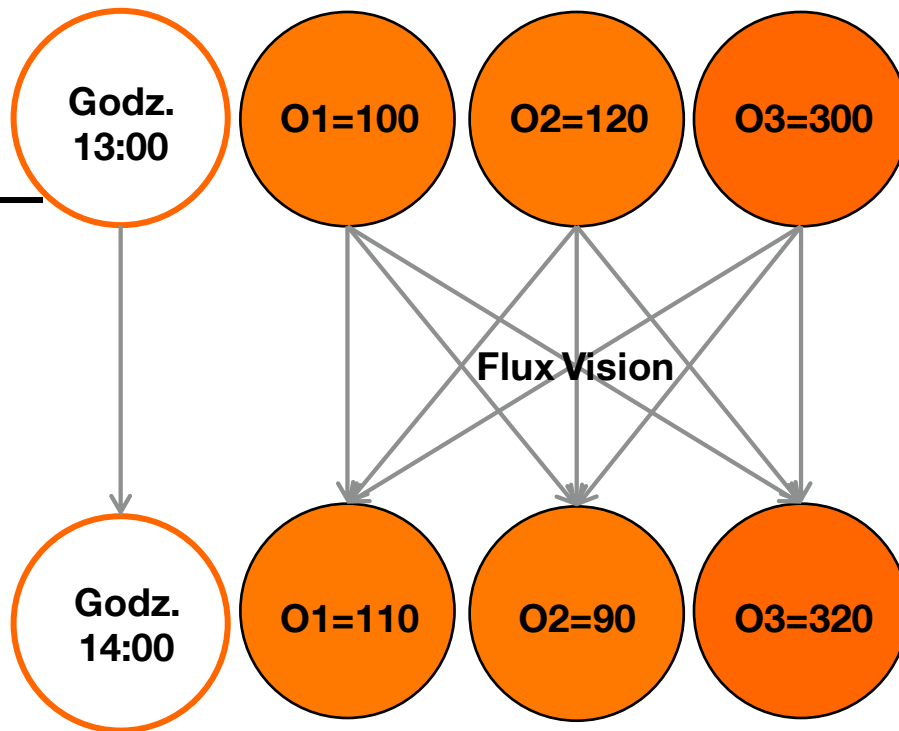 Godz.
13:00
O1=100
O2=120
O3=300
Flux Vision
Godz.
14:00
O1=110
O2=90
O3=320